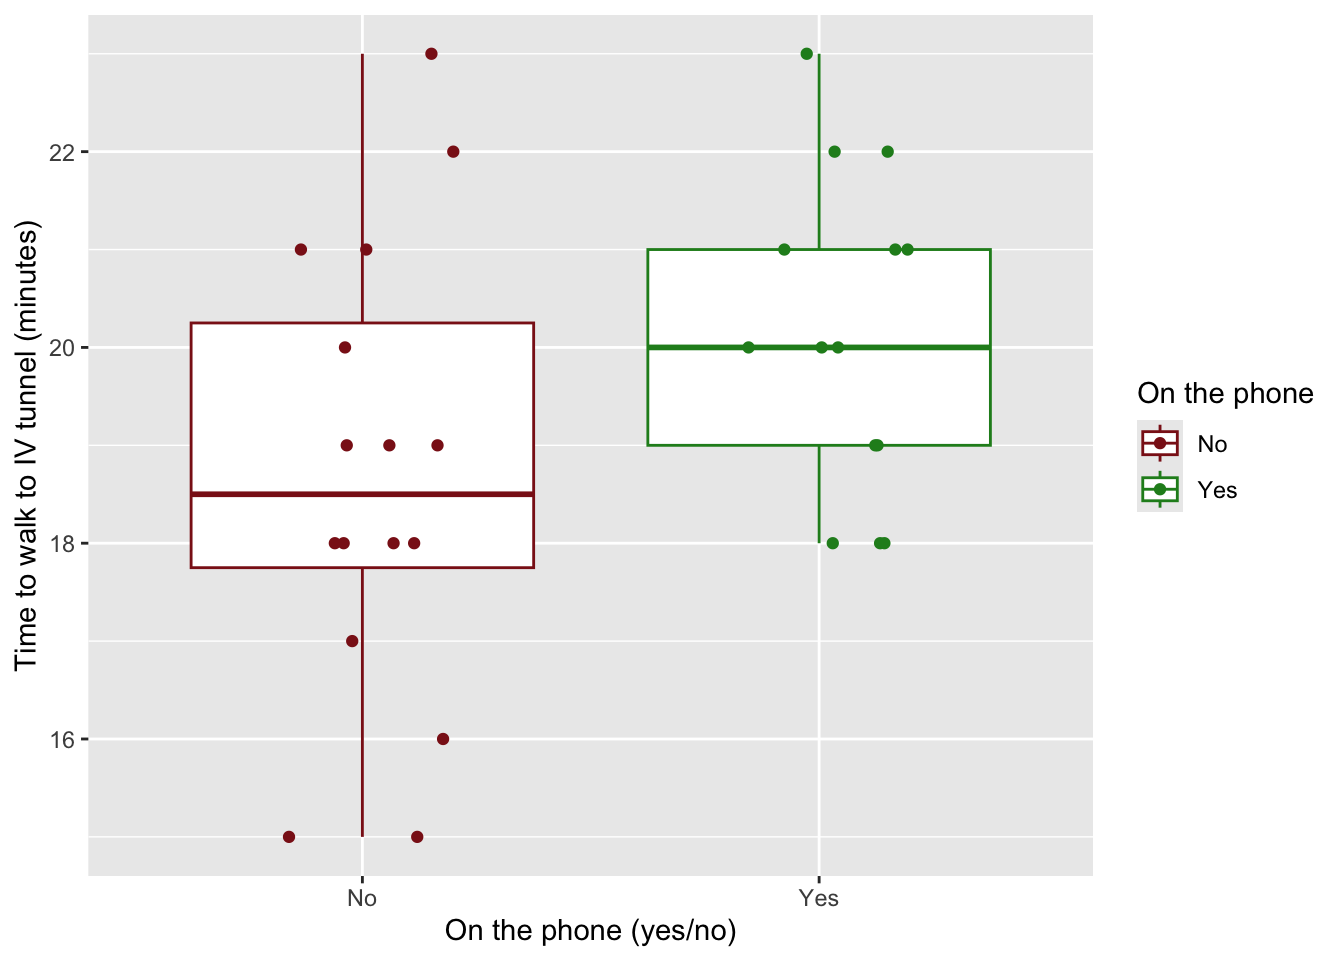 Time to walk to IV tunnel (minutes)
22
20
18
16
No
Yes
On the phone (yes/no)
On the phone
No
Yes